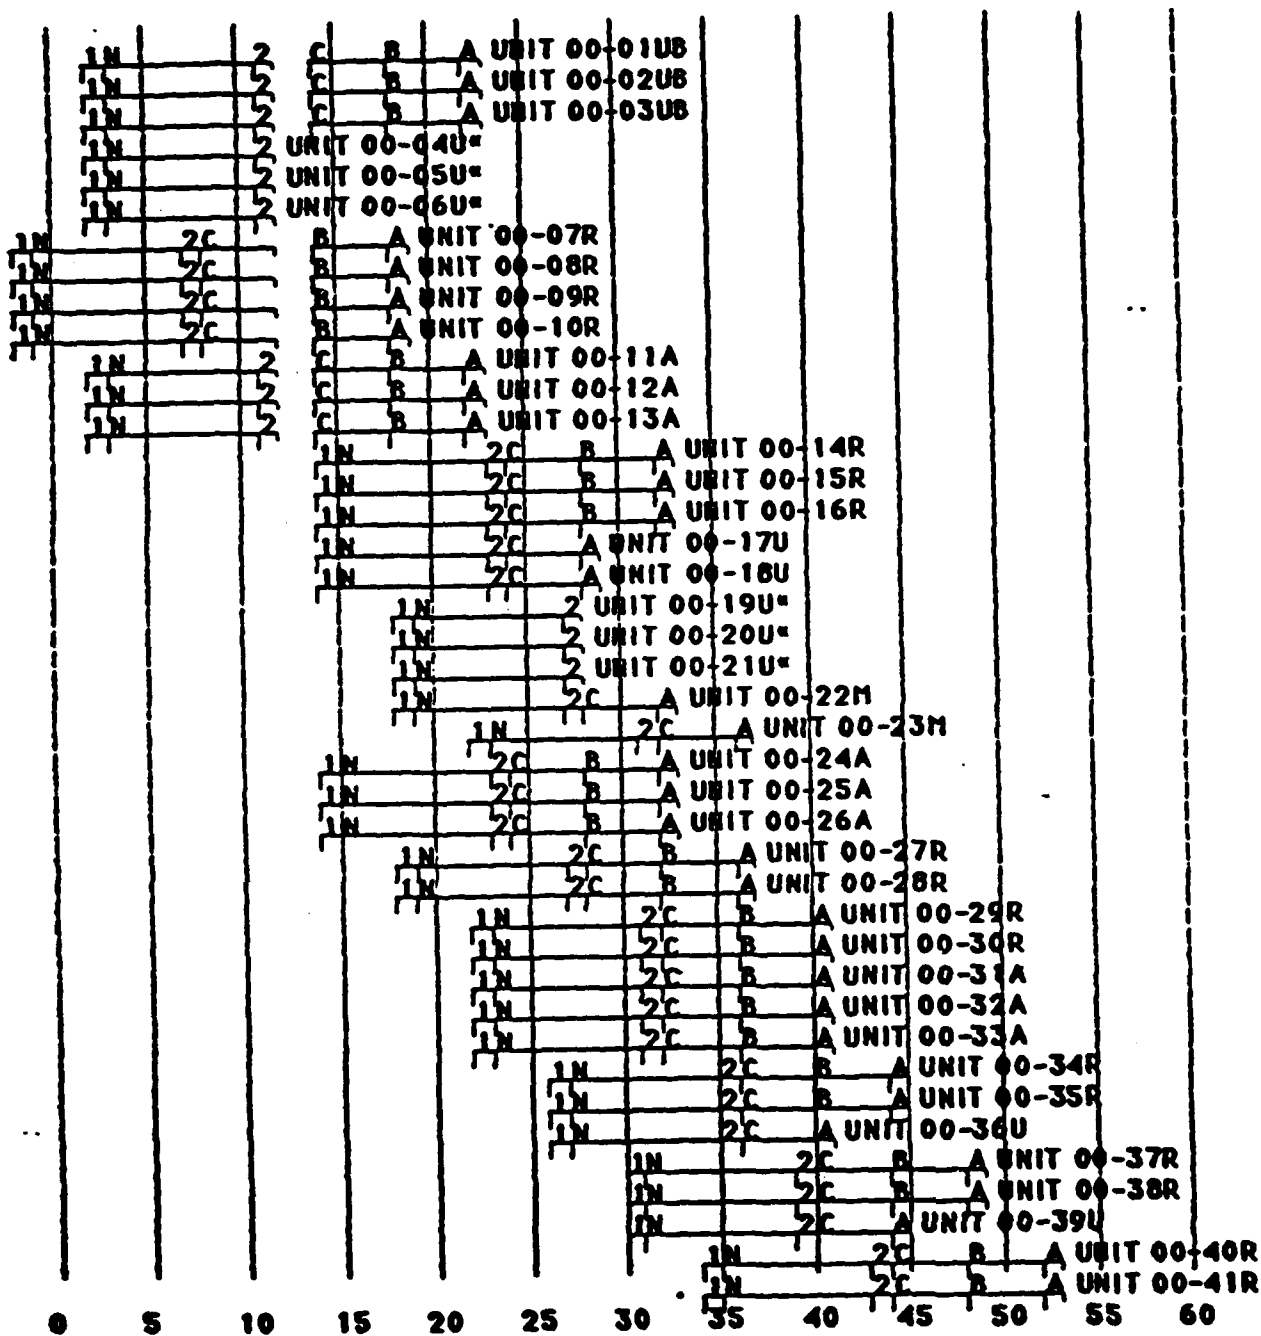 1N 2 C B A UNIT 00-01UB
1N 2 C B A UNIT 00-02UB
1N 2 C B A UNIT 00-03UB
1N 2 UNIT 00-04U*
1N 2 UNIT 00-05U*
1N 2 UNIT 00-06U*
1N 2C B A UNIT 00-07R
1N 2C B A UNIT 00-08R
1N 2C B A UNIT 00-09R
1N 2C B A UNIT 00-10R
1N 2 C B A UNIT 00-11A
1N 2 C B A UNIT 00-12A
1N 2 C B A UNIT 00-13A
1N 2C B A UNIT 00-14R
1N 2C B A UNIT 00-15R
1N 2C B A UNIT 00-16R
1N 2C A UNIT 00-17U
1N 2C A UNIT 00-18U
1N 2 UNIT 00-19U*
1N 2 UNIT 00-20U*
1N 2 UNIT 00-21U*
1N 2C A UNIT 00-22M
1N 2C A UNIT 00-23M
1N 2C B A UNIT 00-24A
1N 2C B A UNIT 00-25A
1N 2C B A UNIT 00-26A
1N 2C B A UNIT 00-27R
1N 2C B A UNIT 00-28R
1N 2C B A UNIT 00-29R
1N 2C B A UNIT 00-30R
1N 2C B A UNIT 00-31A
1N 2C B A UNIT 00-32A
1N 2C B A UNIT 00-33A
1N 2C B A UNIT 00-34R
1N 2C B A UNIT 00-35R
1N 2C A UNIT 00-36U
1N 2C B A UNIT 00-37R
1N 2C B A UNIT 00-38R
1N 2C A UNIT 00-39U
1N 2C B A UNIT 00-40R
1N 2C B A UNIT 00-41R
0 5 10 15 20 25 30 35 40 45 50 55 60